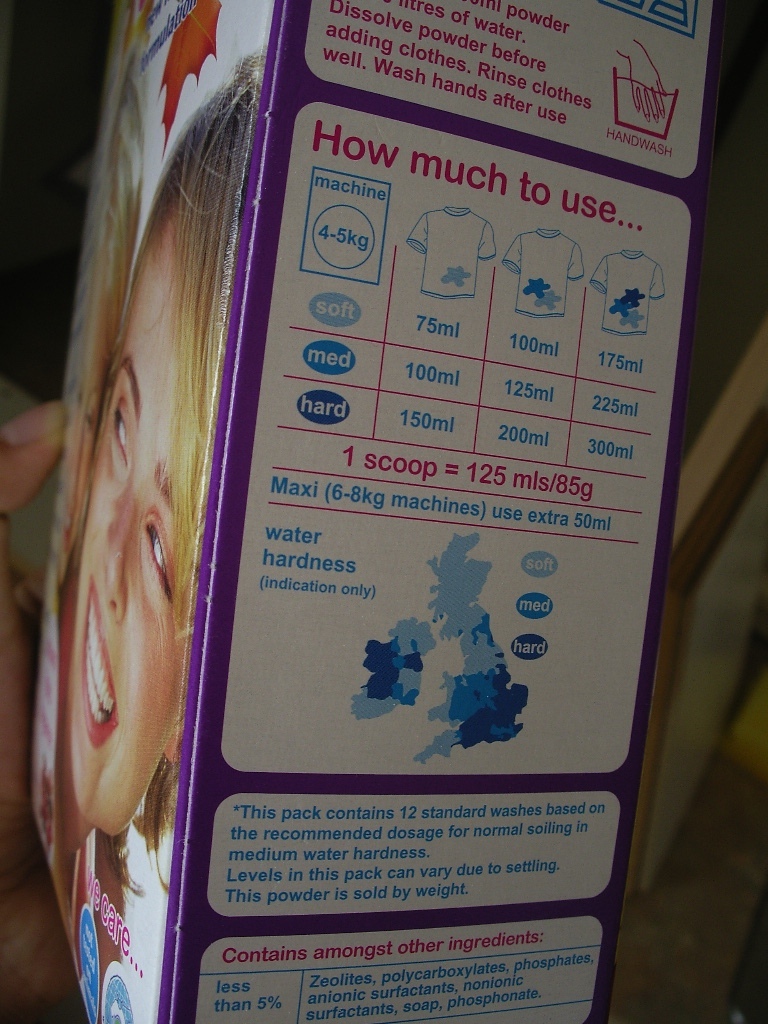 powder
litres of water.
Dissolve powder before
adding clothes. Rinse clothes
well. Wash hands after use
HANDWASH
How much to use...
machine
4-5kg
soft 75ml 100ml 175ml
med 100ml 125ml 225ml
hard 150ml 200ml 300ml
1 scoop = 125 mls/85g
Maxi (6-8kg machines) use extra 50ml
water
hardness
(indication only)
soft
med
hard
*This pack contains 12 standard washes based on
the recommended dosage for normal soiling in
medium water hardness.
Levels in this pack can vary due to settling.
This powder is sold by weight.
care...
Contains amongst other ingredients:
less
than 5%
Zeolites, polycarboxylates, phosphates,
anionic surfactants, nonionic
surfactants, soap, phosphonate.